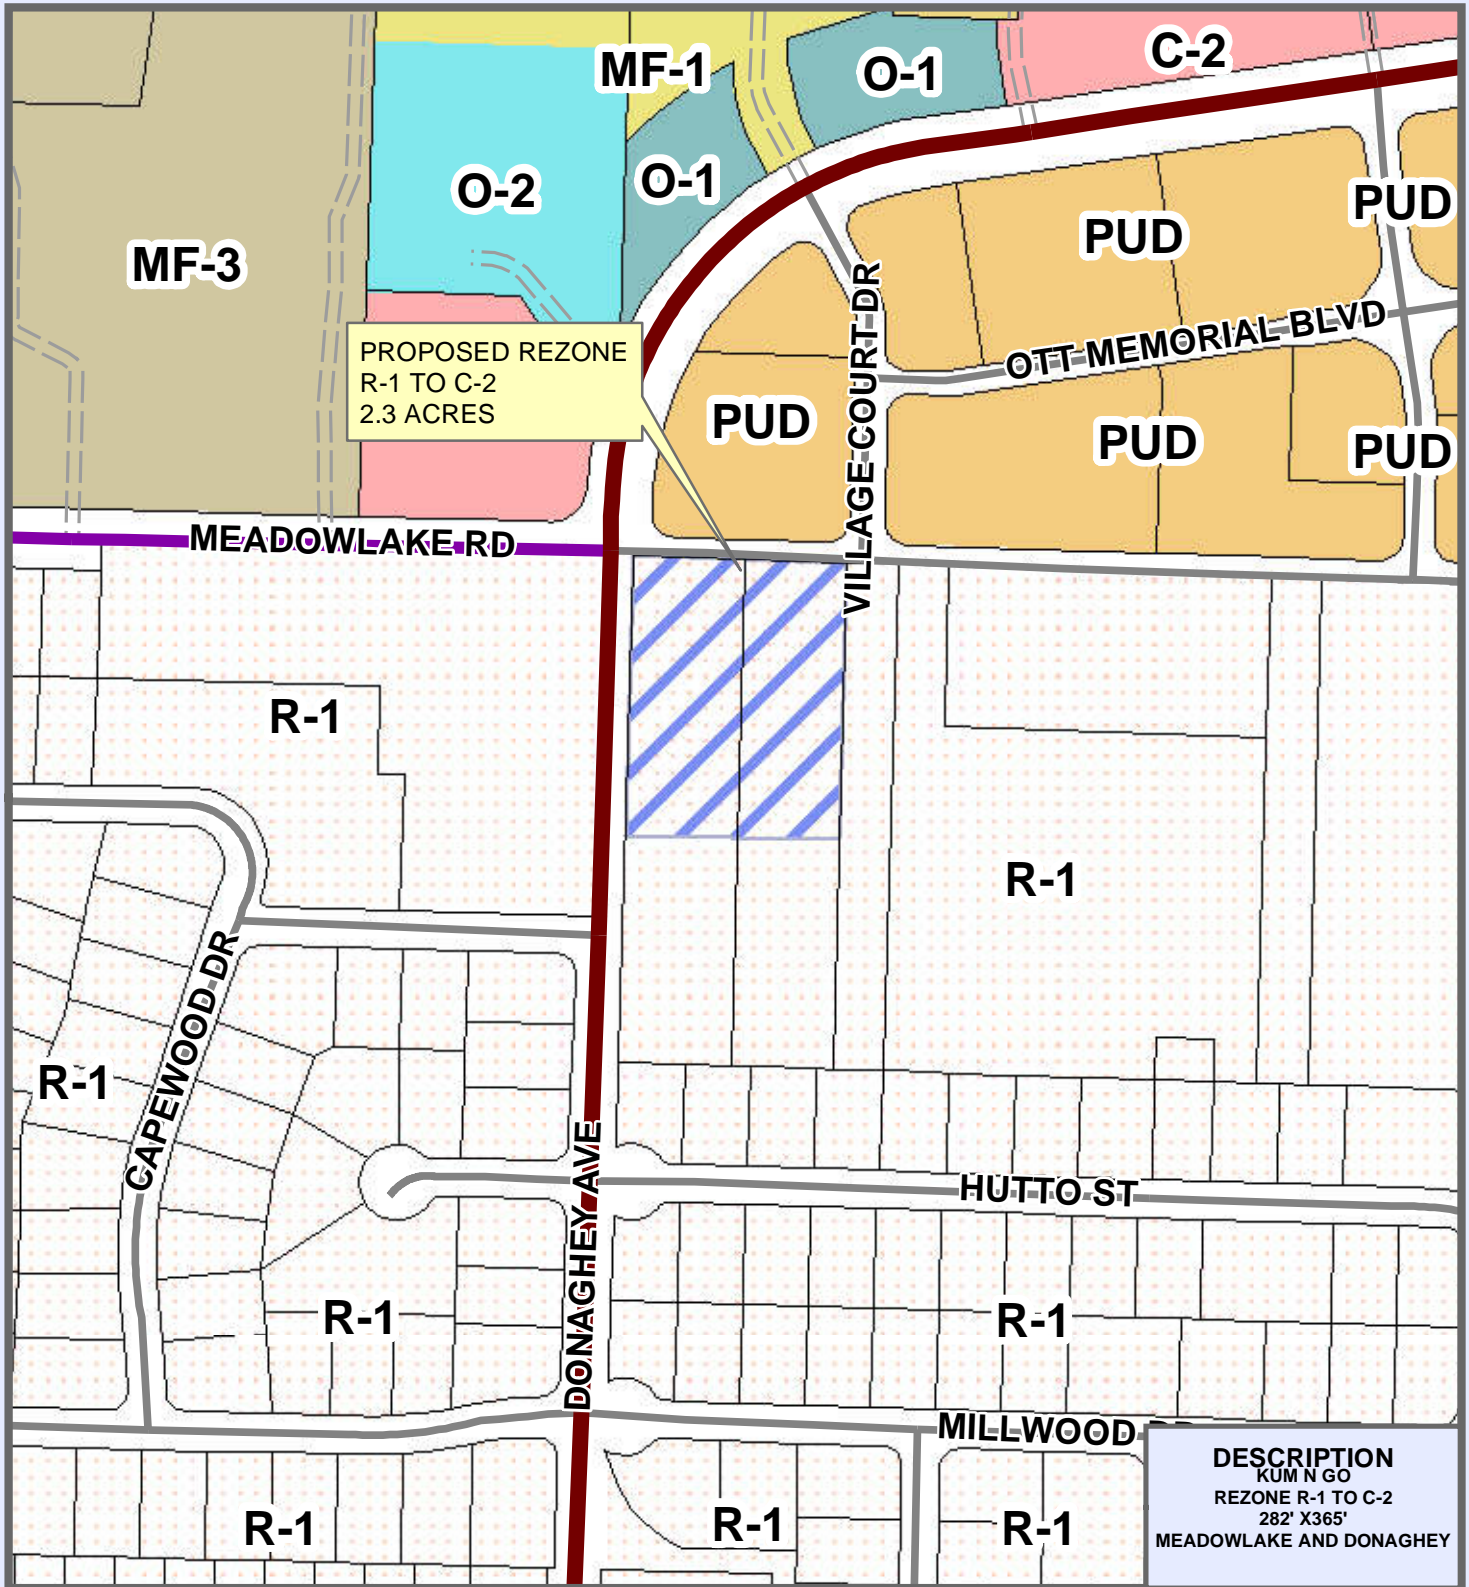 C-2
MF-1
O-1
O-2
O-1
PUD
PUD
MF-3
VILLAGE COURT DR
OTT MEMORIAL BLVD
PROPOSED REZONE
R-1 TO C-2
2.3 ACRES
PUD
PUD
PUD
MEADOWLAKE RD
R-1
R-1
CAPEWOOD DR
R-1
DONAGHEY AVE
HUTTO ST
R-1
R-1
MILLWOOD
R-1
R-1
R-1
DESCRIPTION
KUM N GO
REZONE R-1 TO C-2
282' X365'
MEADOWLAKE AND DONAGHEY